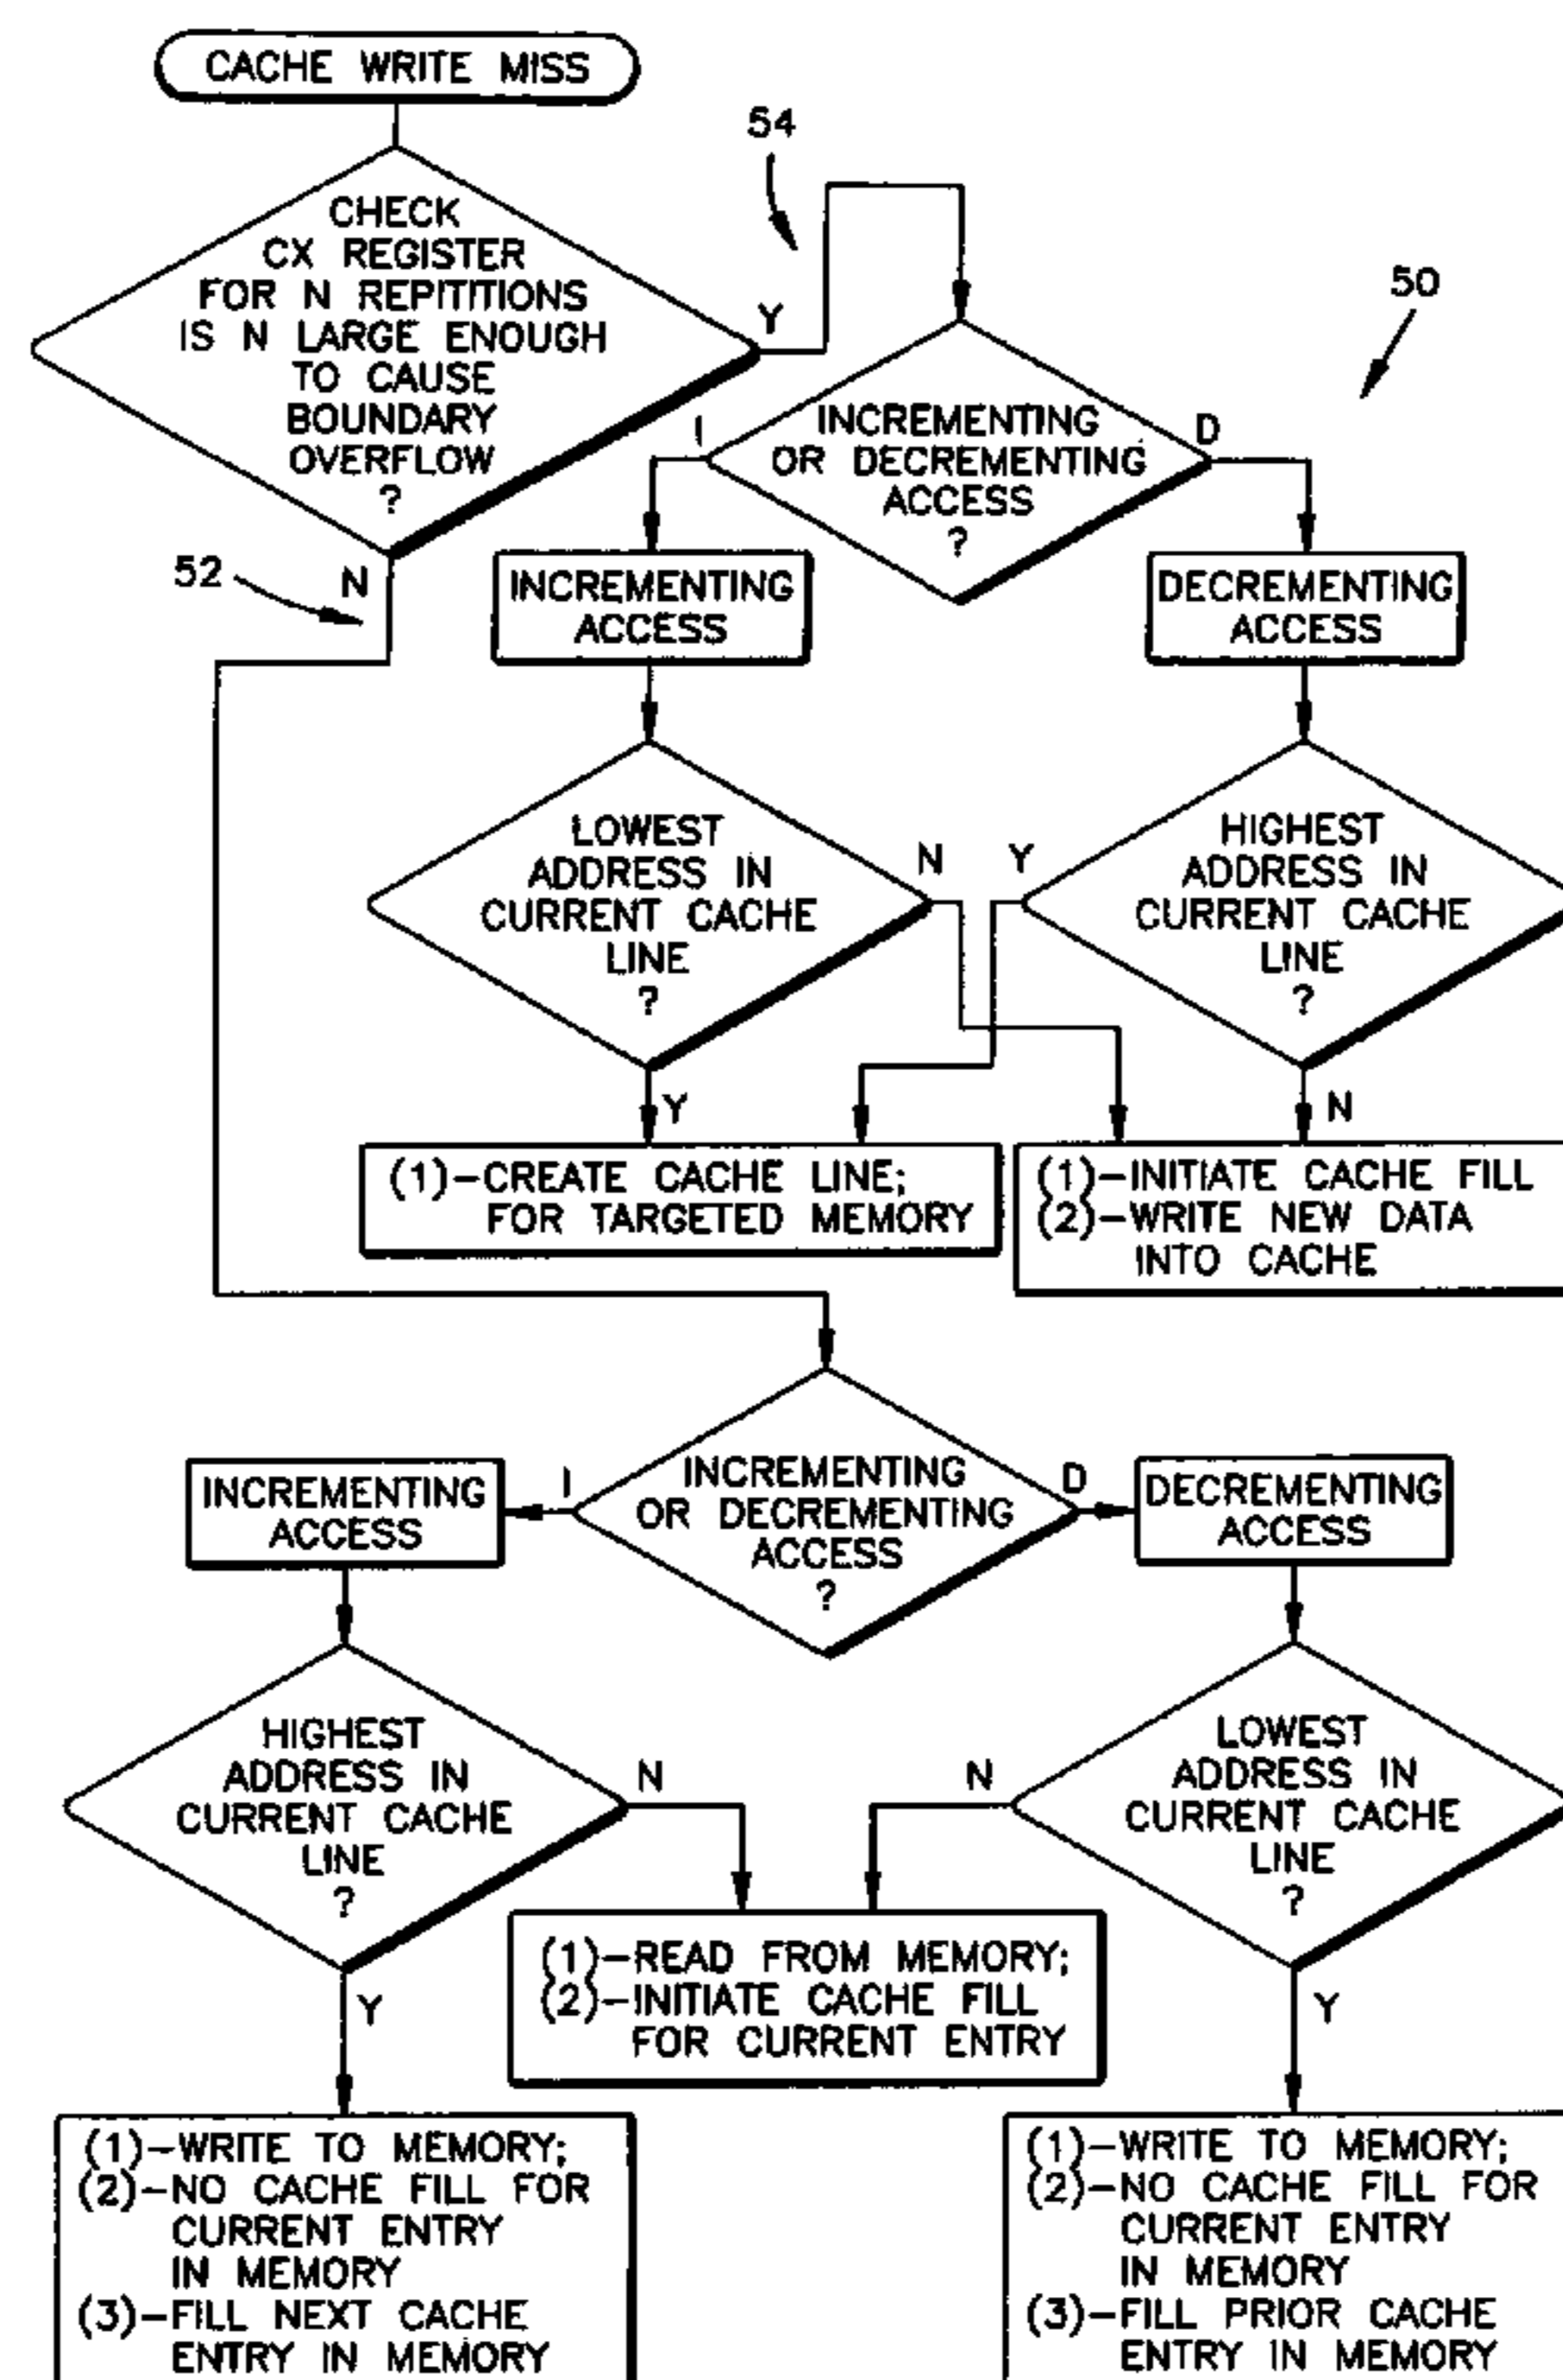 CACHE WRITE MISS
54
CHECK
CX REGISTER
FOR N REPITITIONS
IS N LARGE ENOUGH
TO CAUSE
BOUNDARY
OVERFLOW
?
Y
50
INCREMENTING
OR DECREMENTING
ACCESS
?
I
D
52
N
INCREMENTING
ACCESS
DECREMENTING
ACCESS
LOWEST
ADDRESS IN
CURRENT CACHE
LINE
?
N
Y
HIGHEST
ADDRESS IN
CURRENT CACHE
LINE
?
Y
N
(1)-CREATE CACHE LINE;
FOR TARGETED MEMORY
(1)-INITIATE CACHE FILL
(2)-WRITE NEW DATA
INTO CACHE
INCREMENTING
ACCESS
I
INCREMENTING
OR DECREMENTING
ACCESS
?
D
DECREMENTING
ACCESS
HIGHEST
ADDRESS IN
CURRENT CACHE
LINE
?
N
N
LOWEST
ADDRESS IN
CURRENT CACHE
LINE
?
(1)-READ FROM MEMORY;
(2)-INITIATE CACHE FILL
FOR CURRENT ENTRY
Y
Y
(1)-WRITE TO MEMORY;
(2)-NO CACHE FILL FOR
CURRENT ENTRY
IN MEMORY
(3)-FILL NEXT CACHE
ENTRY IN MEMORY
(1)-WRITE TO MEMORY;
(2)-NO CACHE FILL FOR
CURRENT ENTRY
IN MEMORY
(3)-FILL PRIOR CACHE
ENTRY IN MEMORY